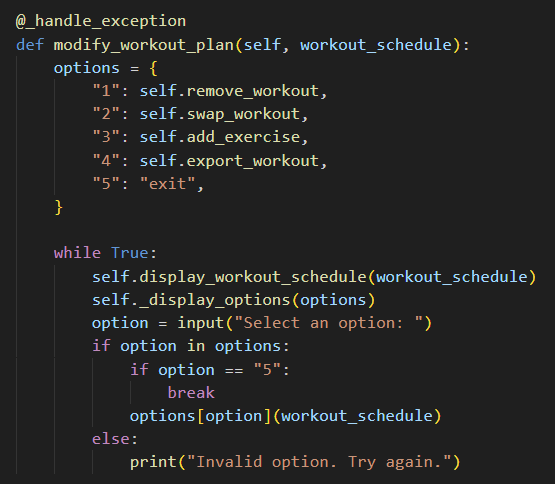 @_handle_exception
def modify_workout_plan(self, workout_schedule):
    options = {
        "1": self.remove_workout,
        "2": self.swap_workout,
        "3": self.add_exercise,
        "4": self.export_workout,
        "5": "exit",
    }

    while True:
        self.display_workout_schedule(workout_schedule)
        self._display_options(options)
        option = input("Select an option: ")
        if option in options:
            if option == "5":
                break
            options[option](workout_schedule)
        else:
            print("Invalid option. Try again.")